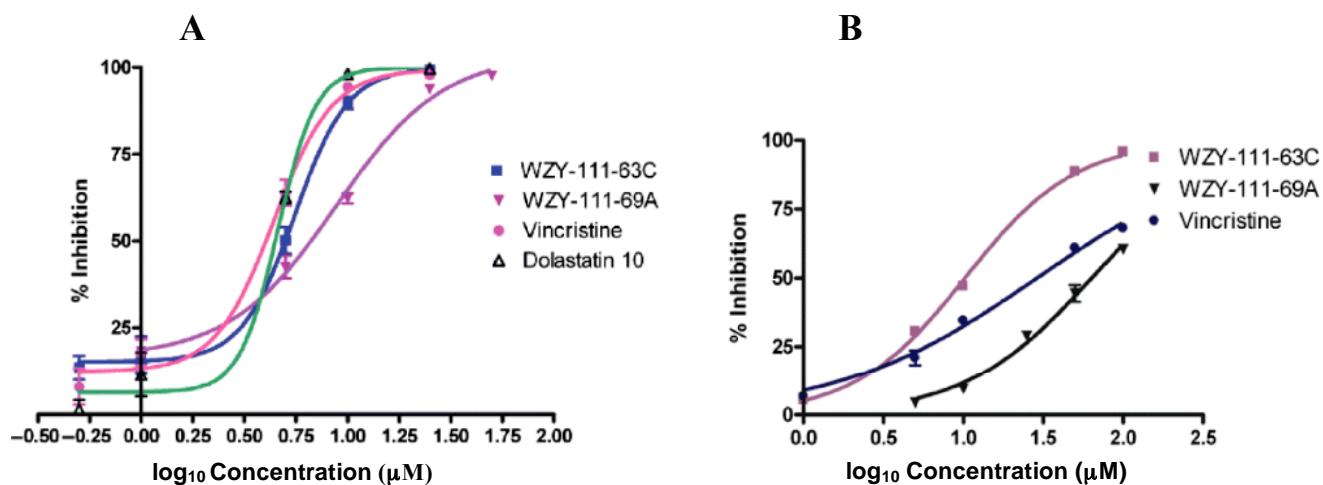 A
% Inhibition
100
75
50
25
−0.50
−0.25
0.00
0.25
0.50
0.75
1.00
1.25
1.50
1.75
2.00
log₁₀ Concentration (μM)
WZY-111-63C
WZY-111-69A
Vincristine
Dolastatin 10
B
% Inhibition
100
75
50
25
0
0.0
0.5
1.0
1.5
2.0
2.5
log₁₀ Concentration (μM)
WZY-111-63C
WZY-111-69A
Vincristine